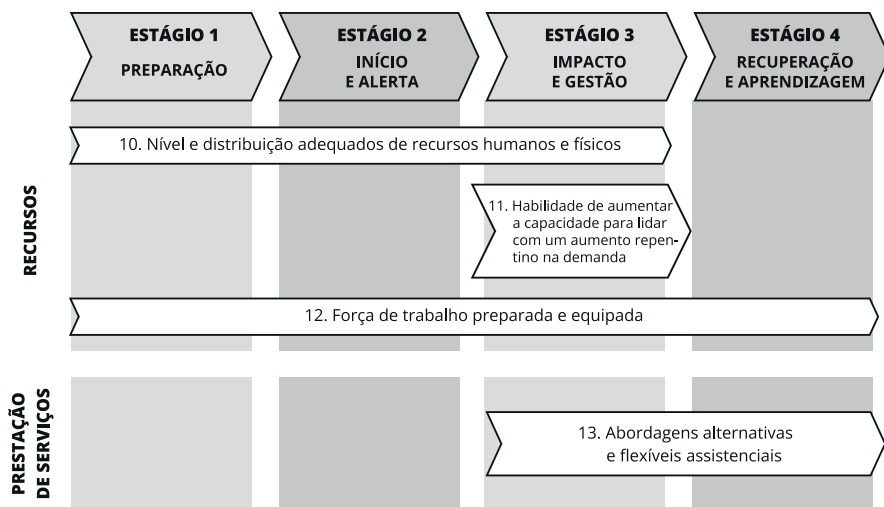 ESTÁGIO 1
PREPARAÇÃO
ESTÁGIO 2
INÍCIO
E ALERTA
ESTÁGIO 3
IMPACTO
E GESTÃO
ESTÁGIO 4
RECUPERAÇÃO
E APRENDIZAGEM
RECURSOS
10. Nível e distribuição adequados de recursos humanos e físicos
11. Habilidade de aumentar
a capacidade para lidar
com um aumento repen-
tino na demanda
12. Força de trabalho preparada e equipada
PRESTAÇÃO
DE SERVIÇOS
13. Abordagens alternativas
e flexíveis assistenciais